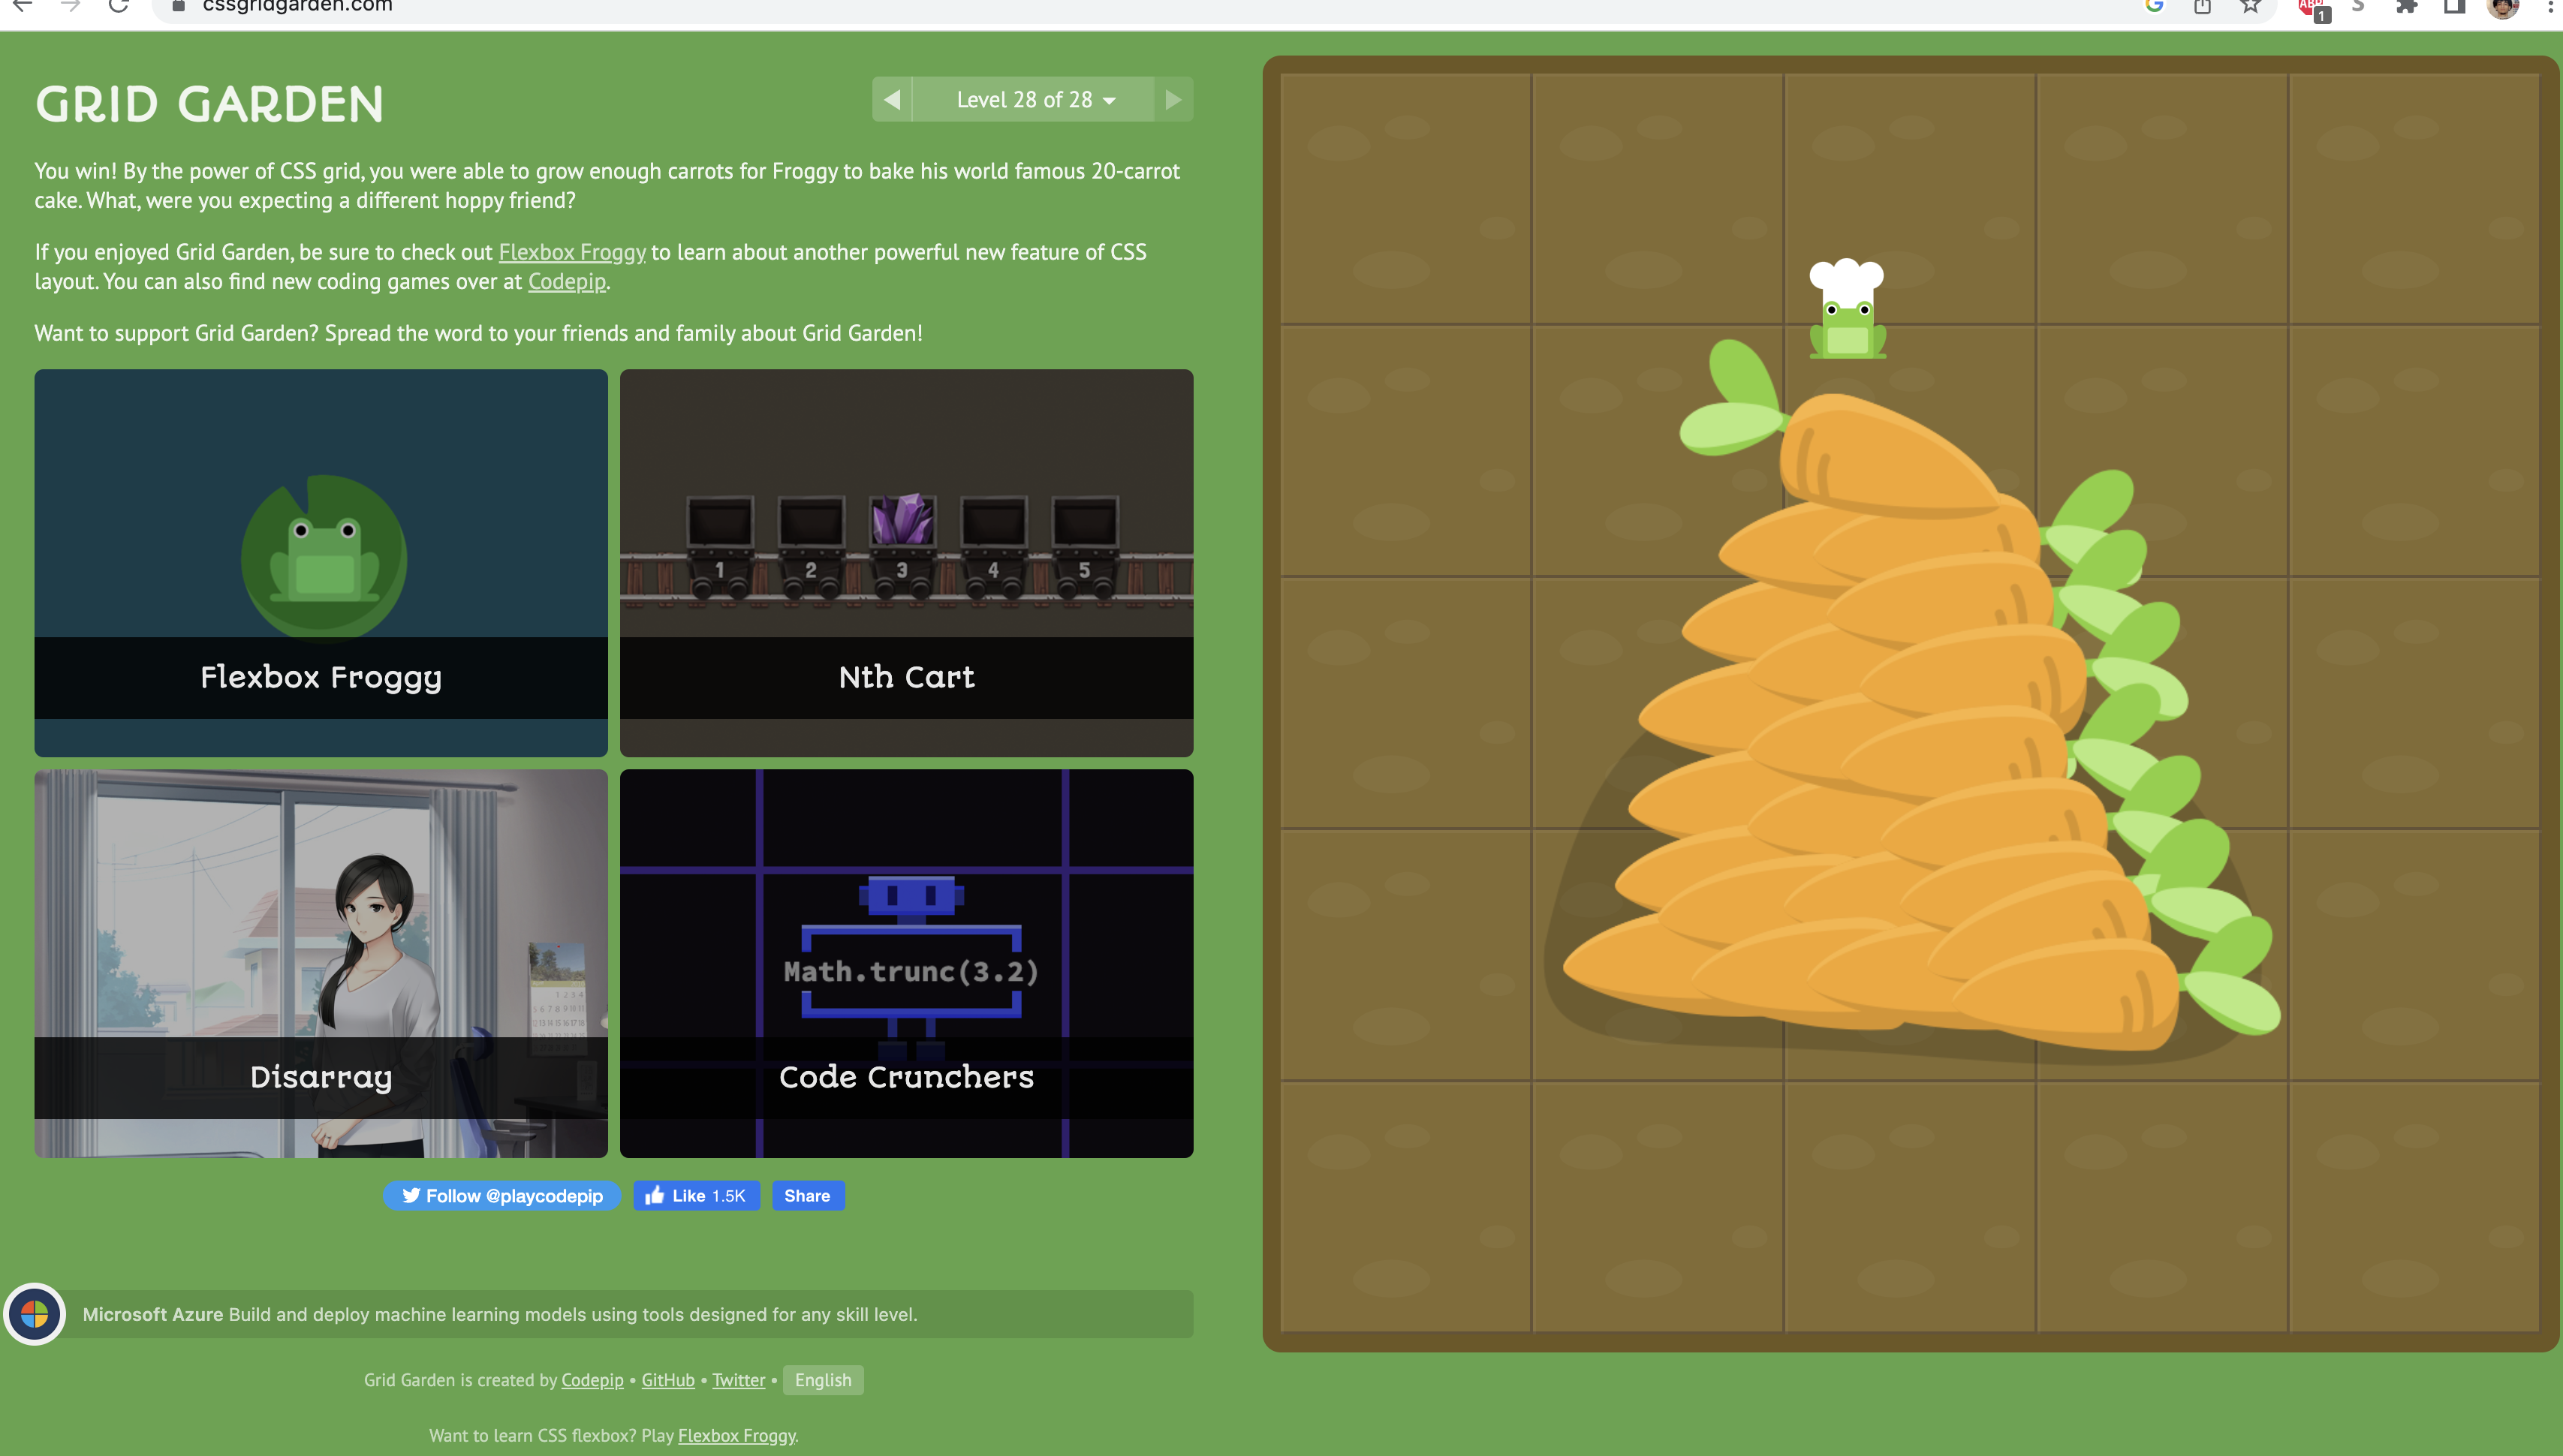 cssgridgarden.com
ABP
1
S
GRID GARDEN
Level 28 of 28
You win! By the power of CSS grid, you were able to grow enough carrots for Froggy to bake his world famous 20-carrot
cake. What, were you expecting a different hoppy friend?
If you enjoyed Grid Garden, be sure to check out Flexbox Froggy to learn about another powerful new feature of CSS
layout. You can also find new coding games over at Codepip.
Want to support Grid Garden? Spread the word to your friends and family about Grid Garden!
1 2 3 4 5
Flexbox Froggy
Nth Cart
Math.trunc(3.2)
Disarray
Code Crunchers
Follow @playcodepip
Like 1.5K
Share
Microsoft Azure Build and deploy machine learning models using tools designed for any skill level.
Grid Garden is created by Codepip • GitHub • Twitter • English
Want to learn CSS flexbox? Play Flexbox Froggy.